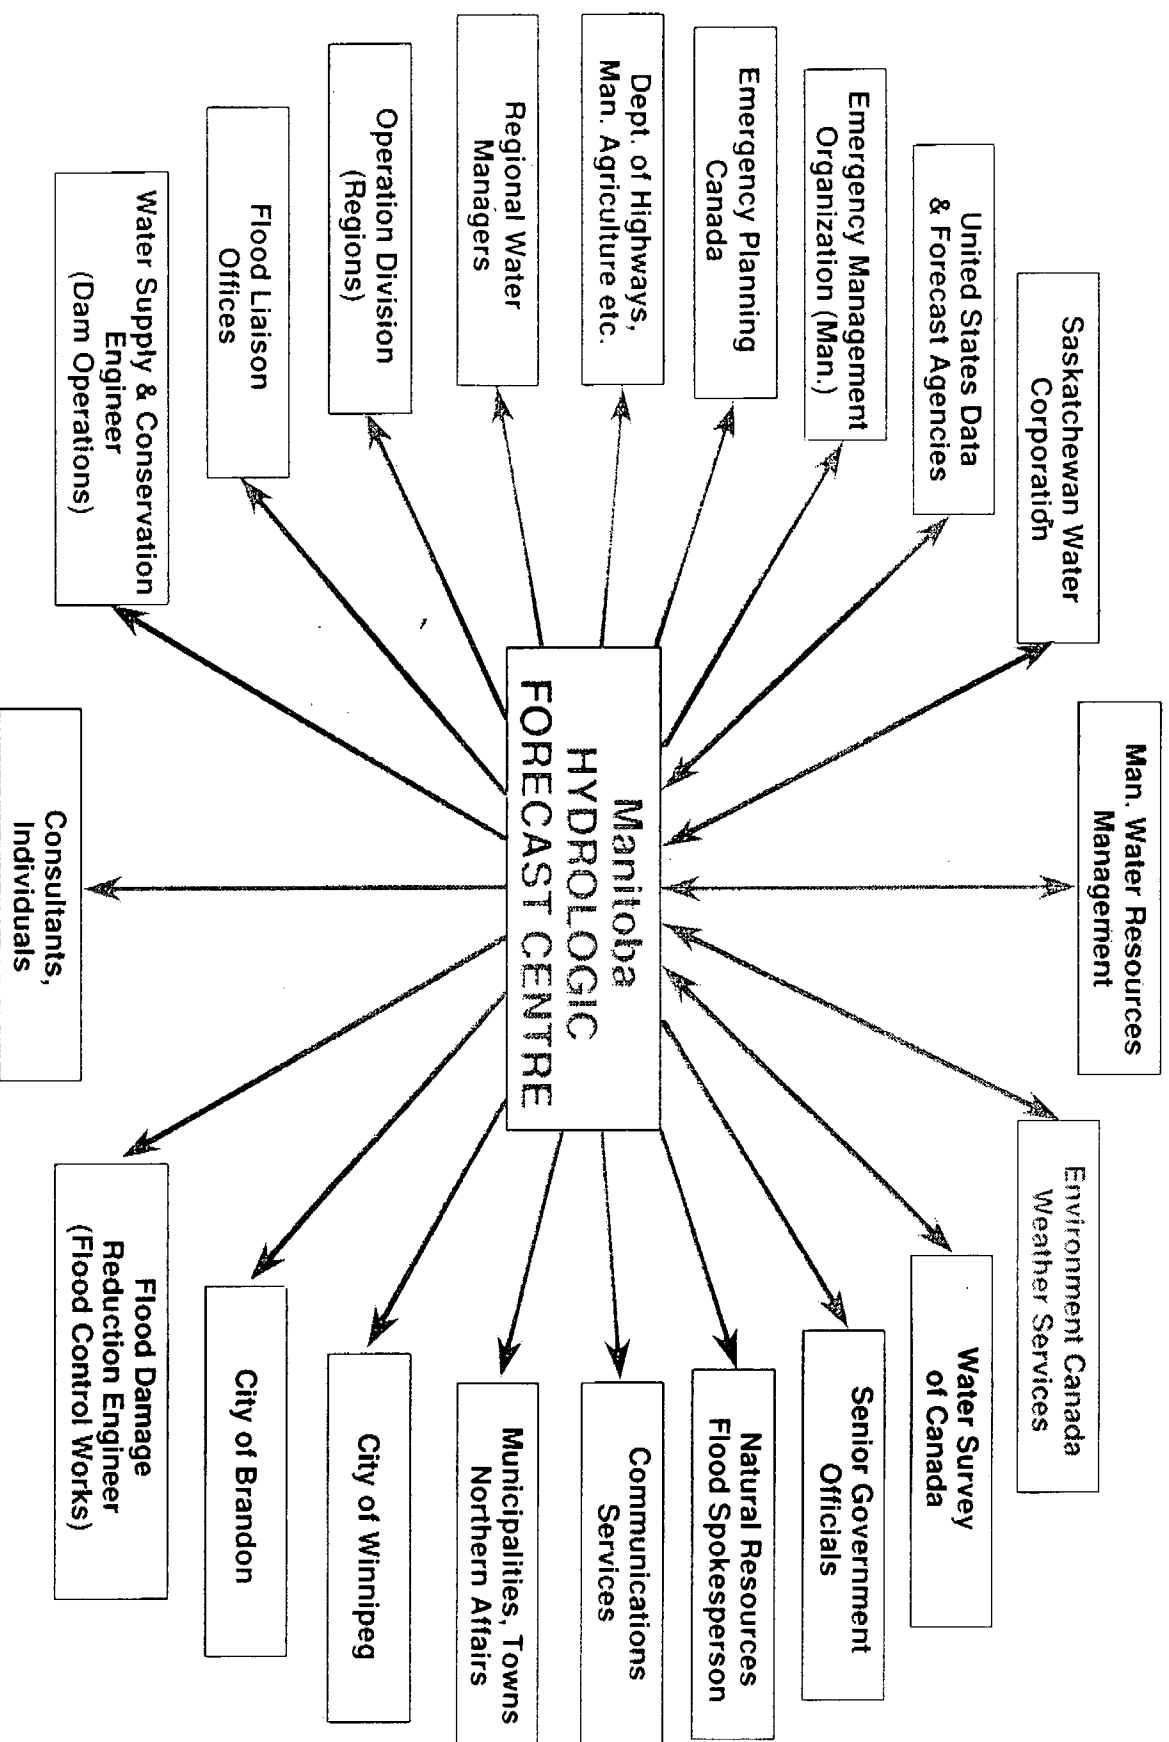 Man. Water Resources
Management
Saskatchewan Water
Corporation
Environment Canada
Weather Services
United States Data
& Forecast Agencies
Water Survey
of Canada
Emergency Management
Organization (Man.)
Senior Government
Officials
Emergency Planning
Canada
Natural Resources
Flood Spokesperson
Dept. of Highways,
Man. Agriculture etc.
Manitoba
HYDROLOGIC
FORECAST CENTRE
Communications
Services
Regional Water
Managers
Municipalities, Towns
Northern Affairs
Operation Division
(Regions)
City of Winnipeg
Flood Liaison
Offices
City of Brandon
Water Supply & Conservation
Engineer
(Dam Operations)
Flood Damage
Reduction Engineer
(Flood Control Works)
Consultants,
Individuals